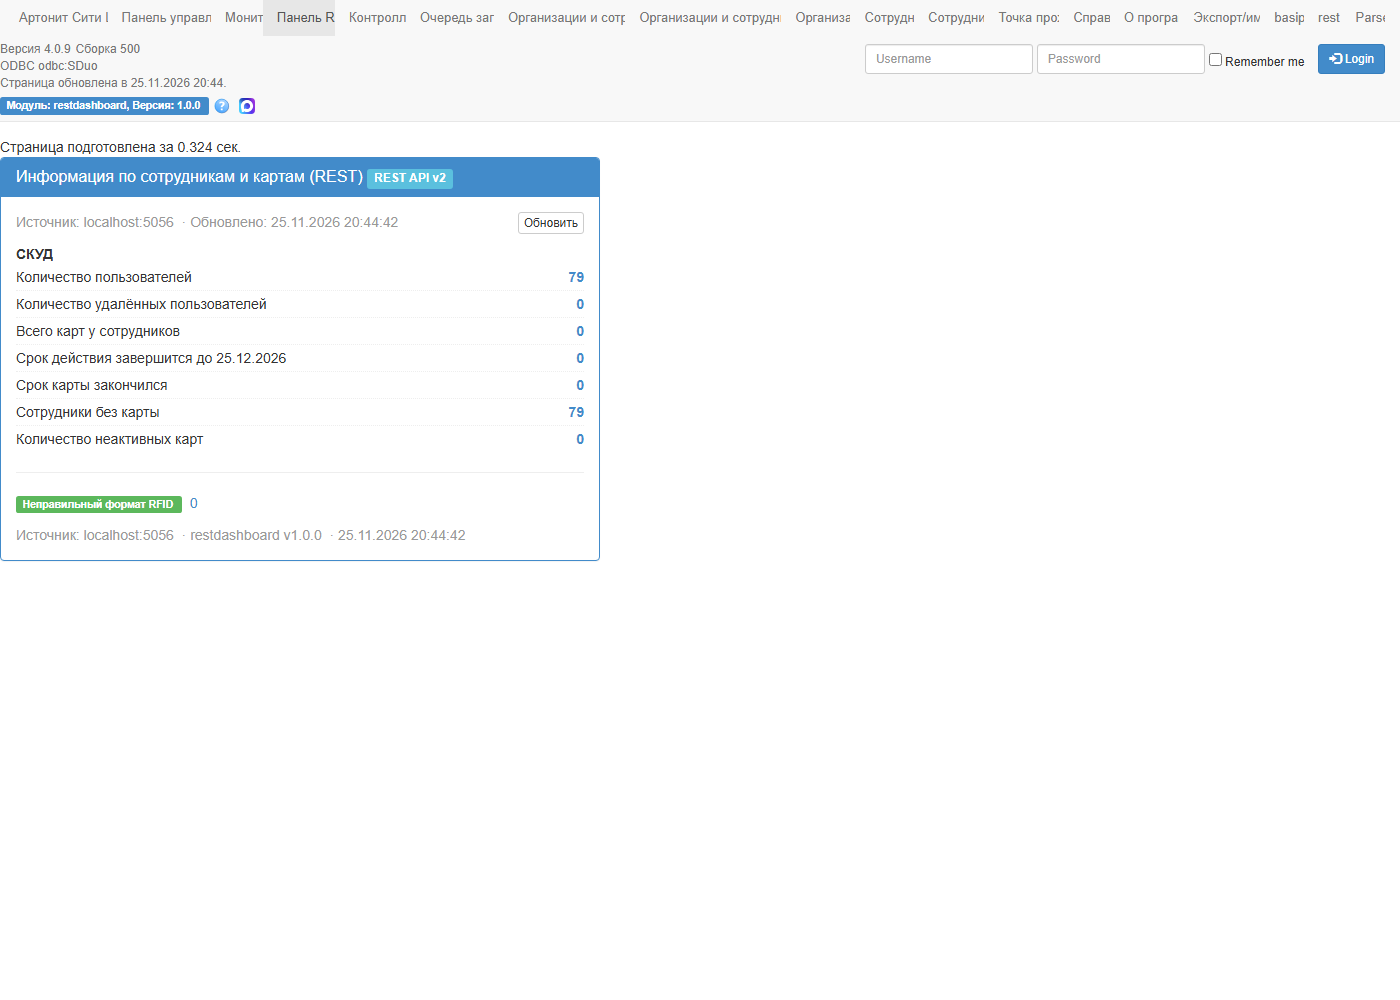 Артонит Сити Панель управл Монит Панель R Контролл Очередь заг Организации и сотр Организации и сотрудн Организа Сотрудн Сотрудни Точка про Справ О програ Экспорт/им basip rest Parse
Версия 4.0.9 Сборка 500
ODBC odbc:SDuo
Страница обновлена в 25.11.2026 20:44.
Username Password Remember me Login
Модуль: restdashboard, Версия: 1.0.0 ?
Страница подготовлена за 0.324 сек.
Информация по сотрудникам и картам (REST) REST API v2
Источник: localhost:5056 · Обновлено: 25.11.2026 20:44:42 Обновить
СКУД
Количество пользователей 79
Количество удалённых пользователей 0
Всего карт у сотрудников 0
Срок действия завершится до 25.12.2026 0
Срок карты закончился 0
Сотрудники без карты 79
Количество неактивных карт 0
Неправильный формат RFID 0
Источник: localhost:5056 · restdashboard v1.0.0 · 25.11.2026 20:44:42